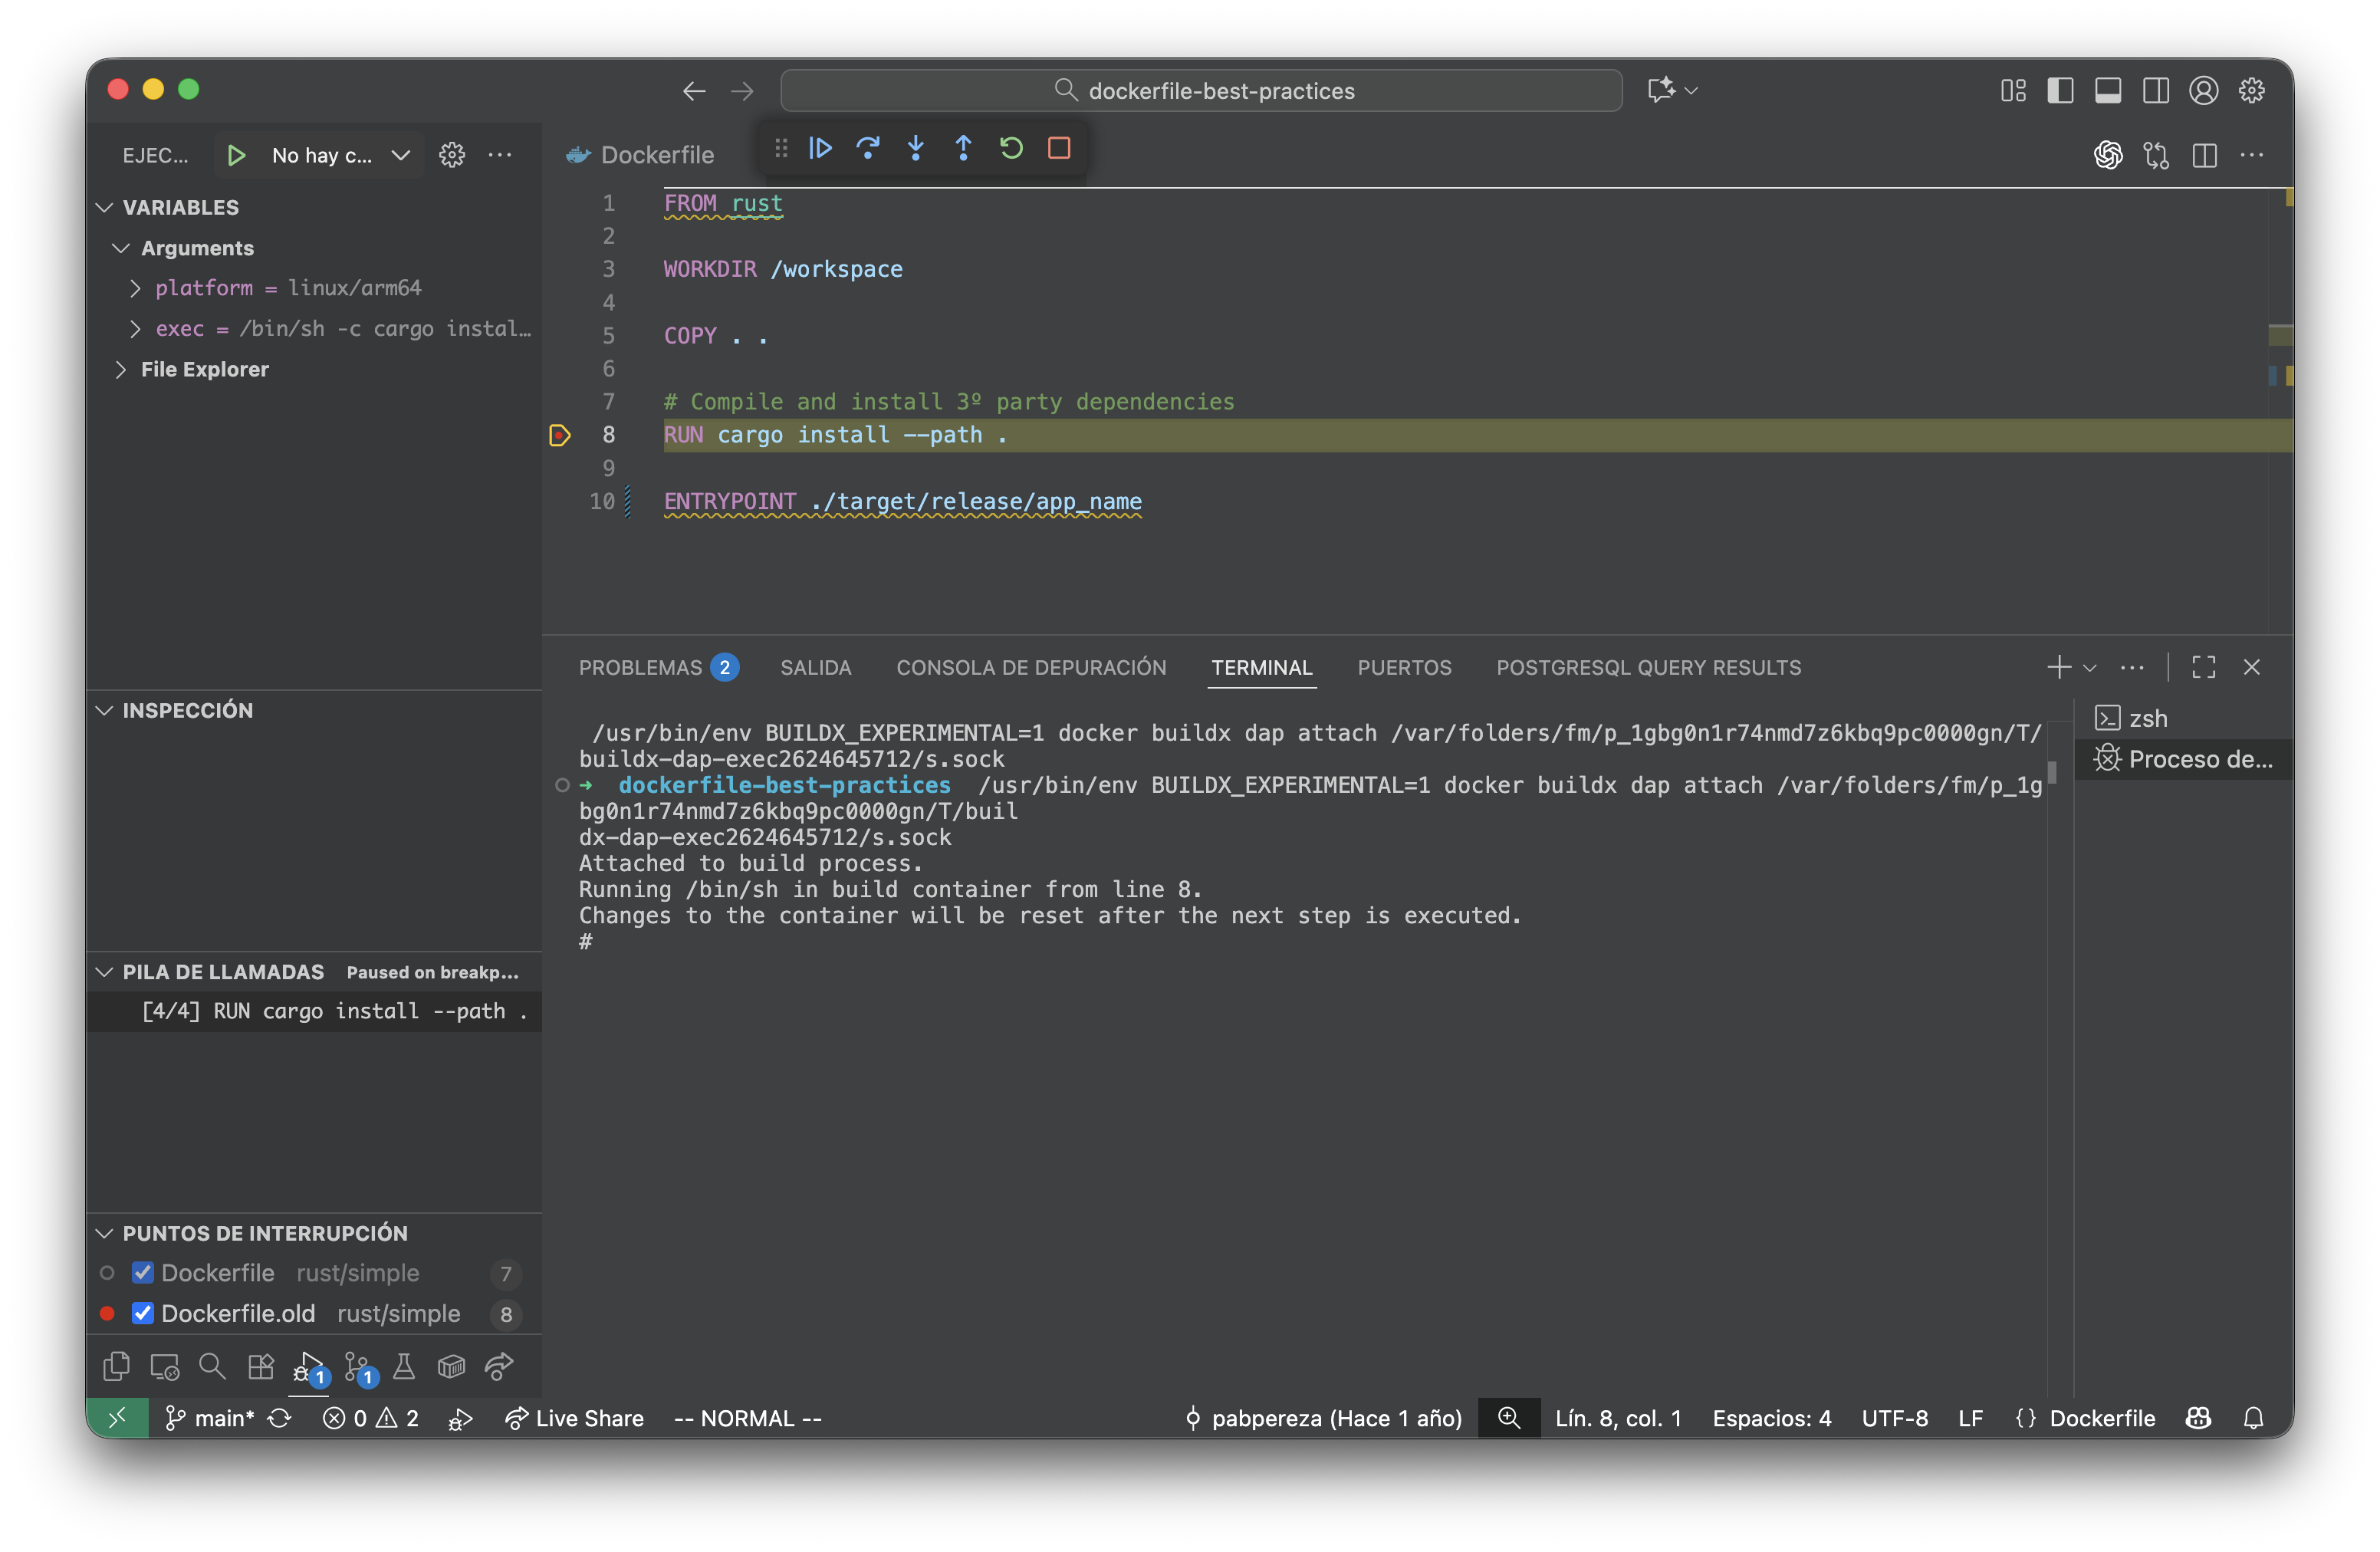 dockerfile-best-practices
EJEC...
No hay c...
VARIABLES
Arguments
platform = linux/arm64
exec = /bin/sh -c cargo instal...
File Explorer
INSPECCIÓN
PILA DE LLAMADAS Paused on breakp...
[4/4] RUN cargo install --path .
PUNTOS DE INTERRUPCIÓN
Dockerfile rust/simple 7
Dockerfile.old rust/simple 8
1 1
Dockerfile
1 FROM rust
2
3 WORKDIR /workspace
4
5 COPY . .
6
7 # Compile and install 3º party dependencies
8 RUN cargo install --path .
9
10 ENTRYPOINT ./target/release/app_name
PROBLEMAS 2 SALIDA CONSOLA DE DEPURACIÓN TERMINAL PUERTOS POSTGRESQL QUERY RESULTS
/usr/bin/env BUILDX_EXPERIMENTAL=1 docker buildx dap attach /var/folders/fm/p_1gbg0n1r74nmd7z6kbq9pc0000gn/T/
buildx-dap-exec2624645712/s.sock
➜ dockerfile-best-practices /usr/bin/env BUILDX_EXPERIMENTAL=1 docker buildx dap attach /var/folders/fm/p_1g
bg0n1r74nmd7z6kbq9pc0000gn/T/buil
dx-dap-exec2624645712/s.sock
Attached to build process.
Running /bin/sh in build container from line 8.
Changes to the container will be reset after the next step is executed.
#
zsh
Proceso de...
main* 0 2 Live Share -- NORMAL -- pabpereza (Hace 1 año) Lín. 8, col. 1 Espacios: 4 UTF-8 LF {} Dockerfile